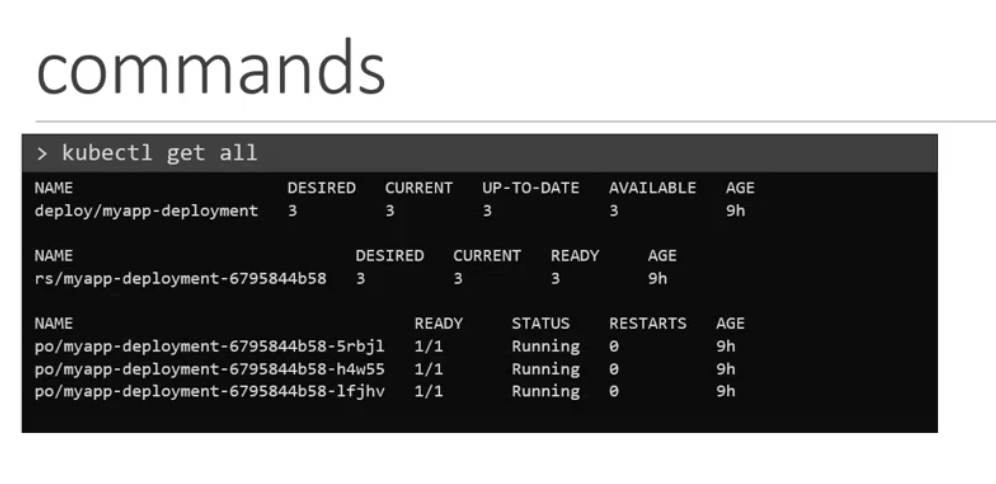 commands
> kubectl get all
NAME DESIRED CURRENT UP-TO-DATE AVAILABLE AGE
deploy/myapp-deployment 3 3 3 3 9h
NAME DESIRED CURRENT READY AGE
rs/myapp-deployment-6795844b58 3 3 3 9h
NAME READY STATUS RESTARTS AGE
po/myapp-deployment-6795844b58-5rbjl 1/1 Running 0 9h
po/myapp-deployment-6795844b58-h4w55 1/1 Running 0 9h
po/myapp-deployment-6795844b58-lfjhv 1/1 Running 0 9h